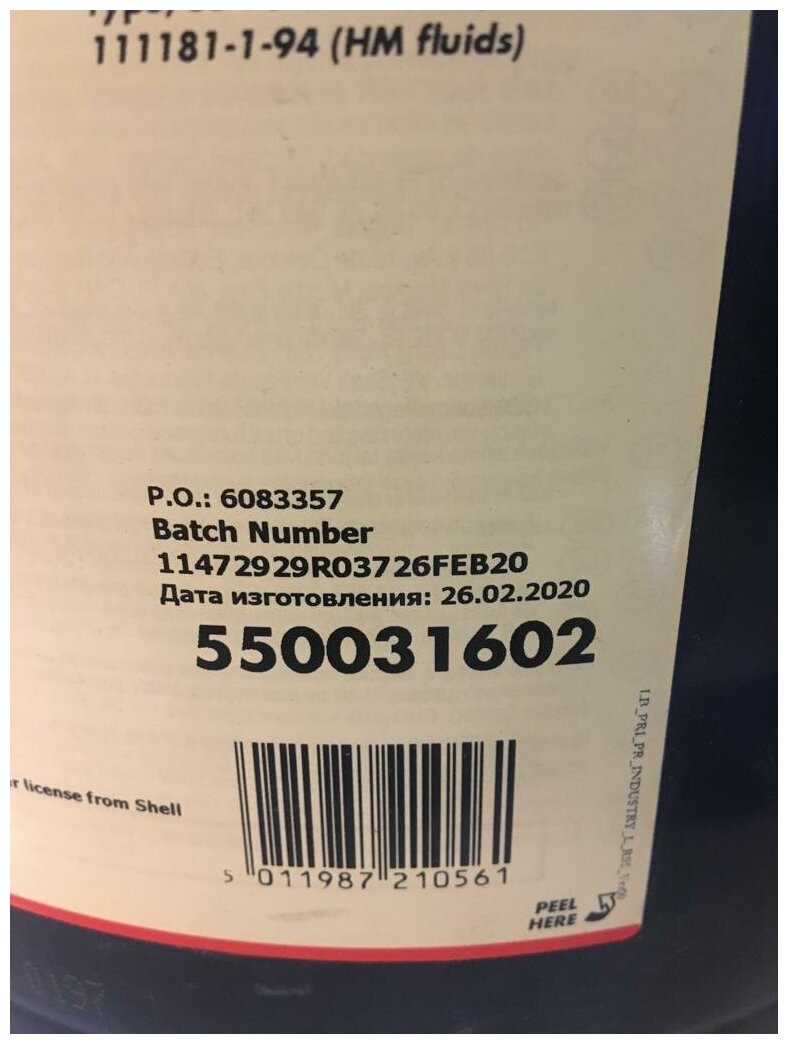 111181-1-94 (HM fluids)
P.O.: 6083357
Batch Number
11472929R03726FEB20
Дата изготовления: 26.02.2020
550031602
license from Shell
5 011987 210561
PEEL
HERE